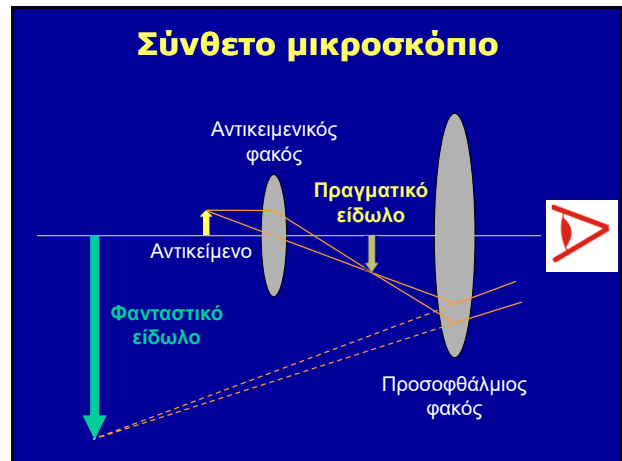 Σύνθετο μικροσκόπιο
Αντικειμενικός
φακός
Πραγματικό
είδωλο
Αντικείμενο
Φανταστικό
είδωλο
Προσοφθάλμιος
φακός